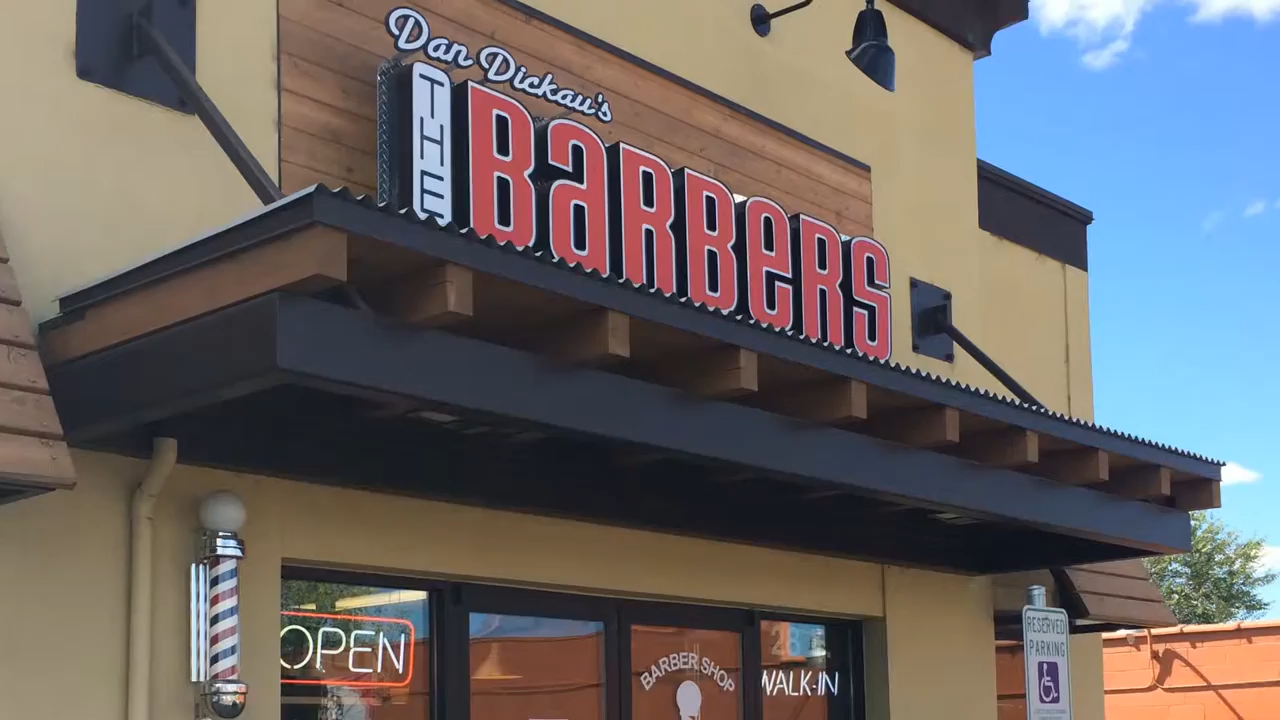 Dan Dickau's
THE
BARBERS
OPEN
BARBER SHOP
WALK-IN
RESERVED
PARKING